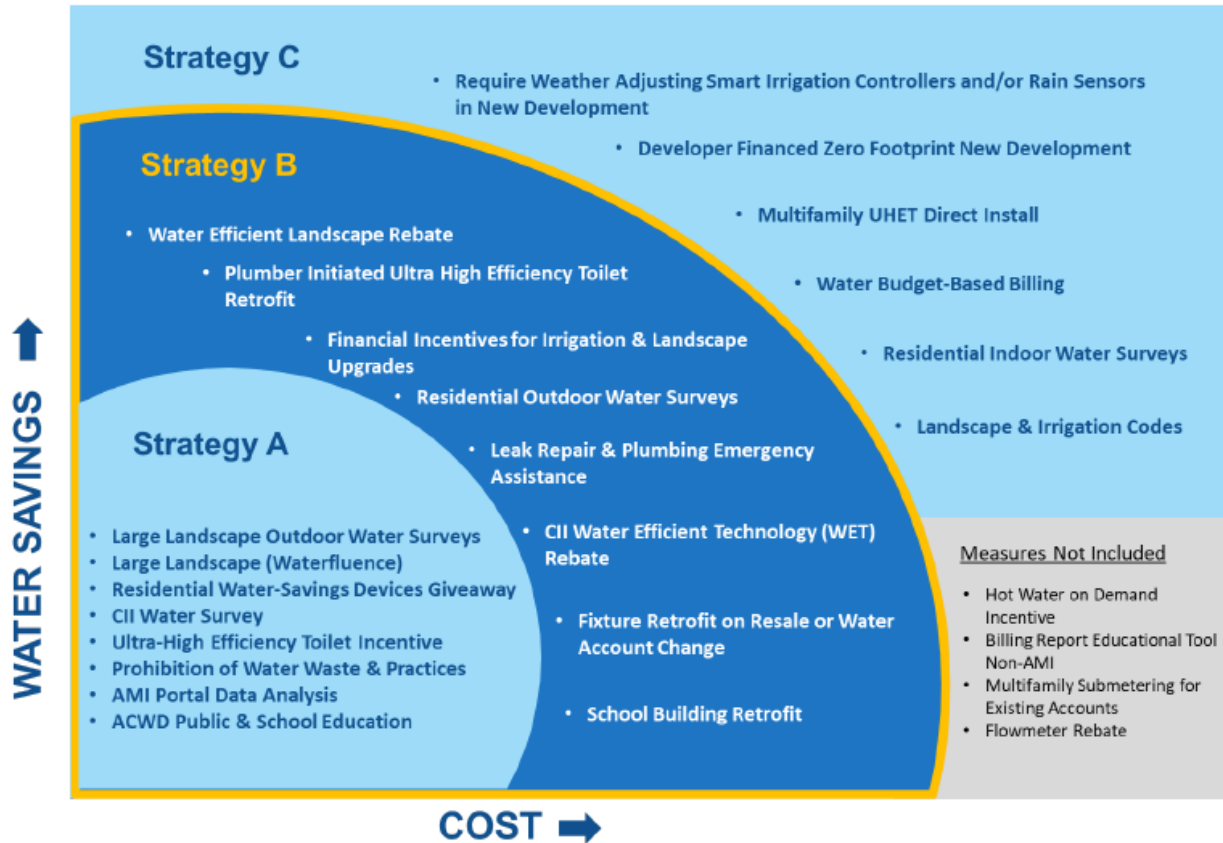 Strategy C
• Require Weather Adjusting Smart Irrigation Controllers and/or Rain Sensors
in New Development
• Developer Financed Zero Footprint New Development
• Multifamily UHET Direct Install
• Water Budget-Based Billing
• Residential Indoor Water Surveys
• Landscape & Irrigation Codes
Strategy B
• Water Efficient Landscape Rebate
• Plumber Initiated Ultra High Efficiency Toilet
Retrofit
• Financial Incentives for Irrigation & Landscape
Upgrades
• Residential Outdoor Water Surveys
• Leak Repair & Plumbing Emergency
Assistance
• CII Water Efficient Technology (WET)
Rebate
• Fixture Retrofit on Resale or Water
Account Change
• School Building Retrofit
Strategy A
• Large Landscape Outdoor Water Surveys
• Large Landscape (Waterfluence)
• Residential Water-Savings Devices Giveaway
• CII Water Survey
• Ultra-High Efficiency Toilet Incentive
• Prohibition of Water Waste & Practices
• AMI Portal Data Analysis
• ACWD Public & School Education
Measures Not Included
• Hot Water on Demand
Incentive
• Billing Report Educational Tool
Non-AMI
• Multifamily Submetering for
Existing Accounts
• Flowmeter Rebate
WATER SAVINGS
COST